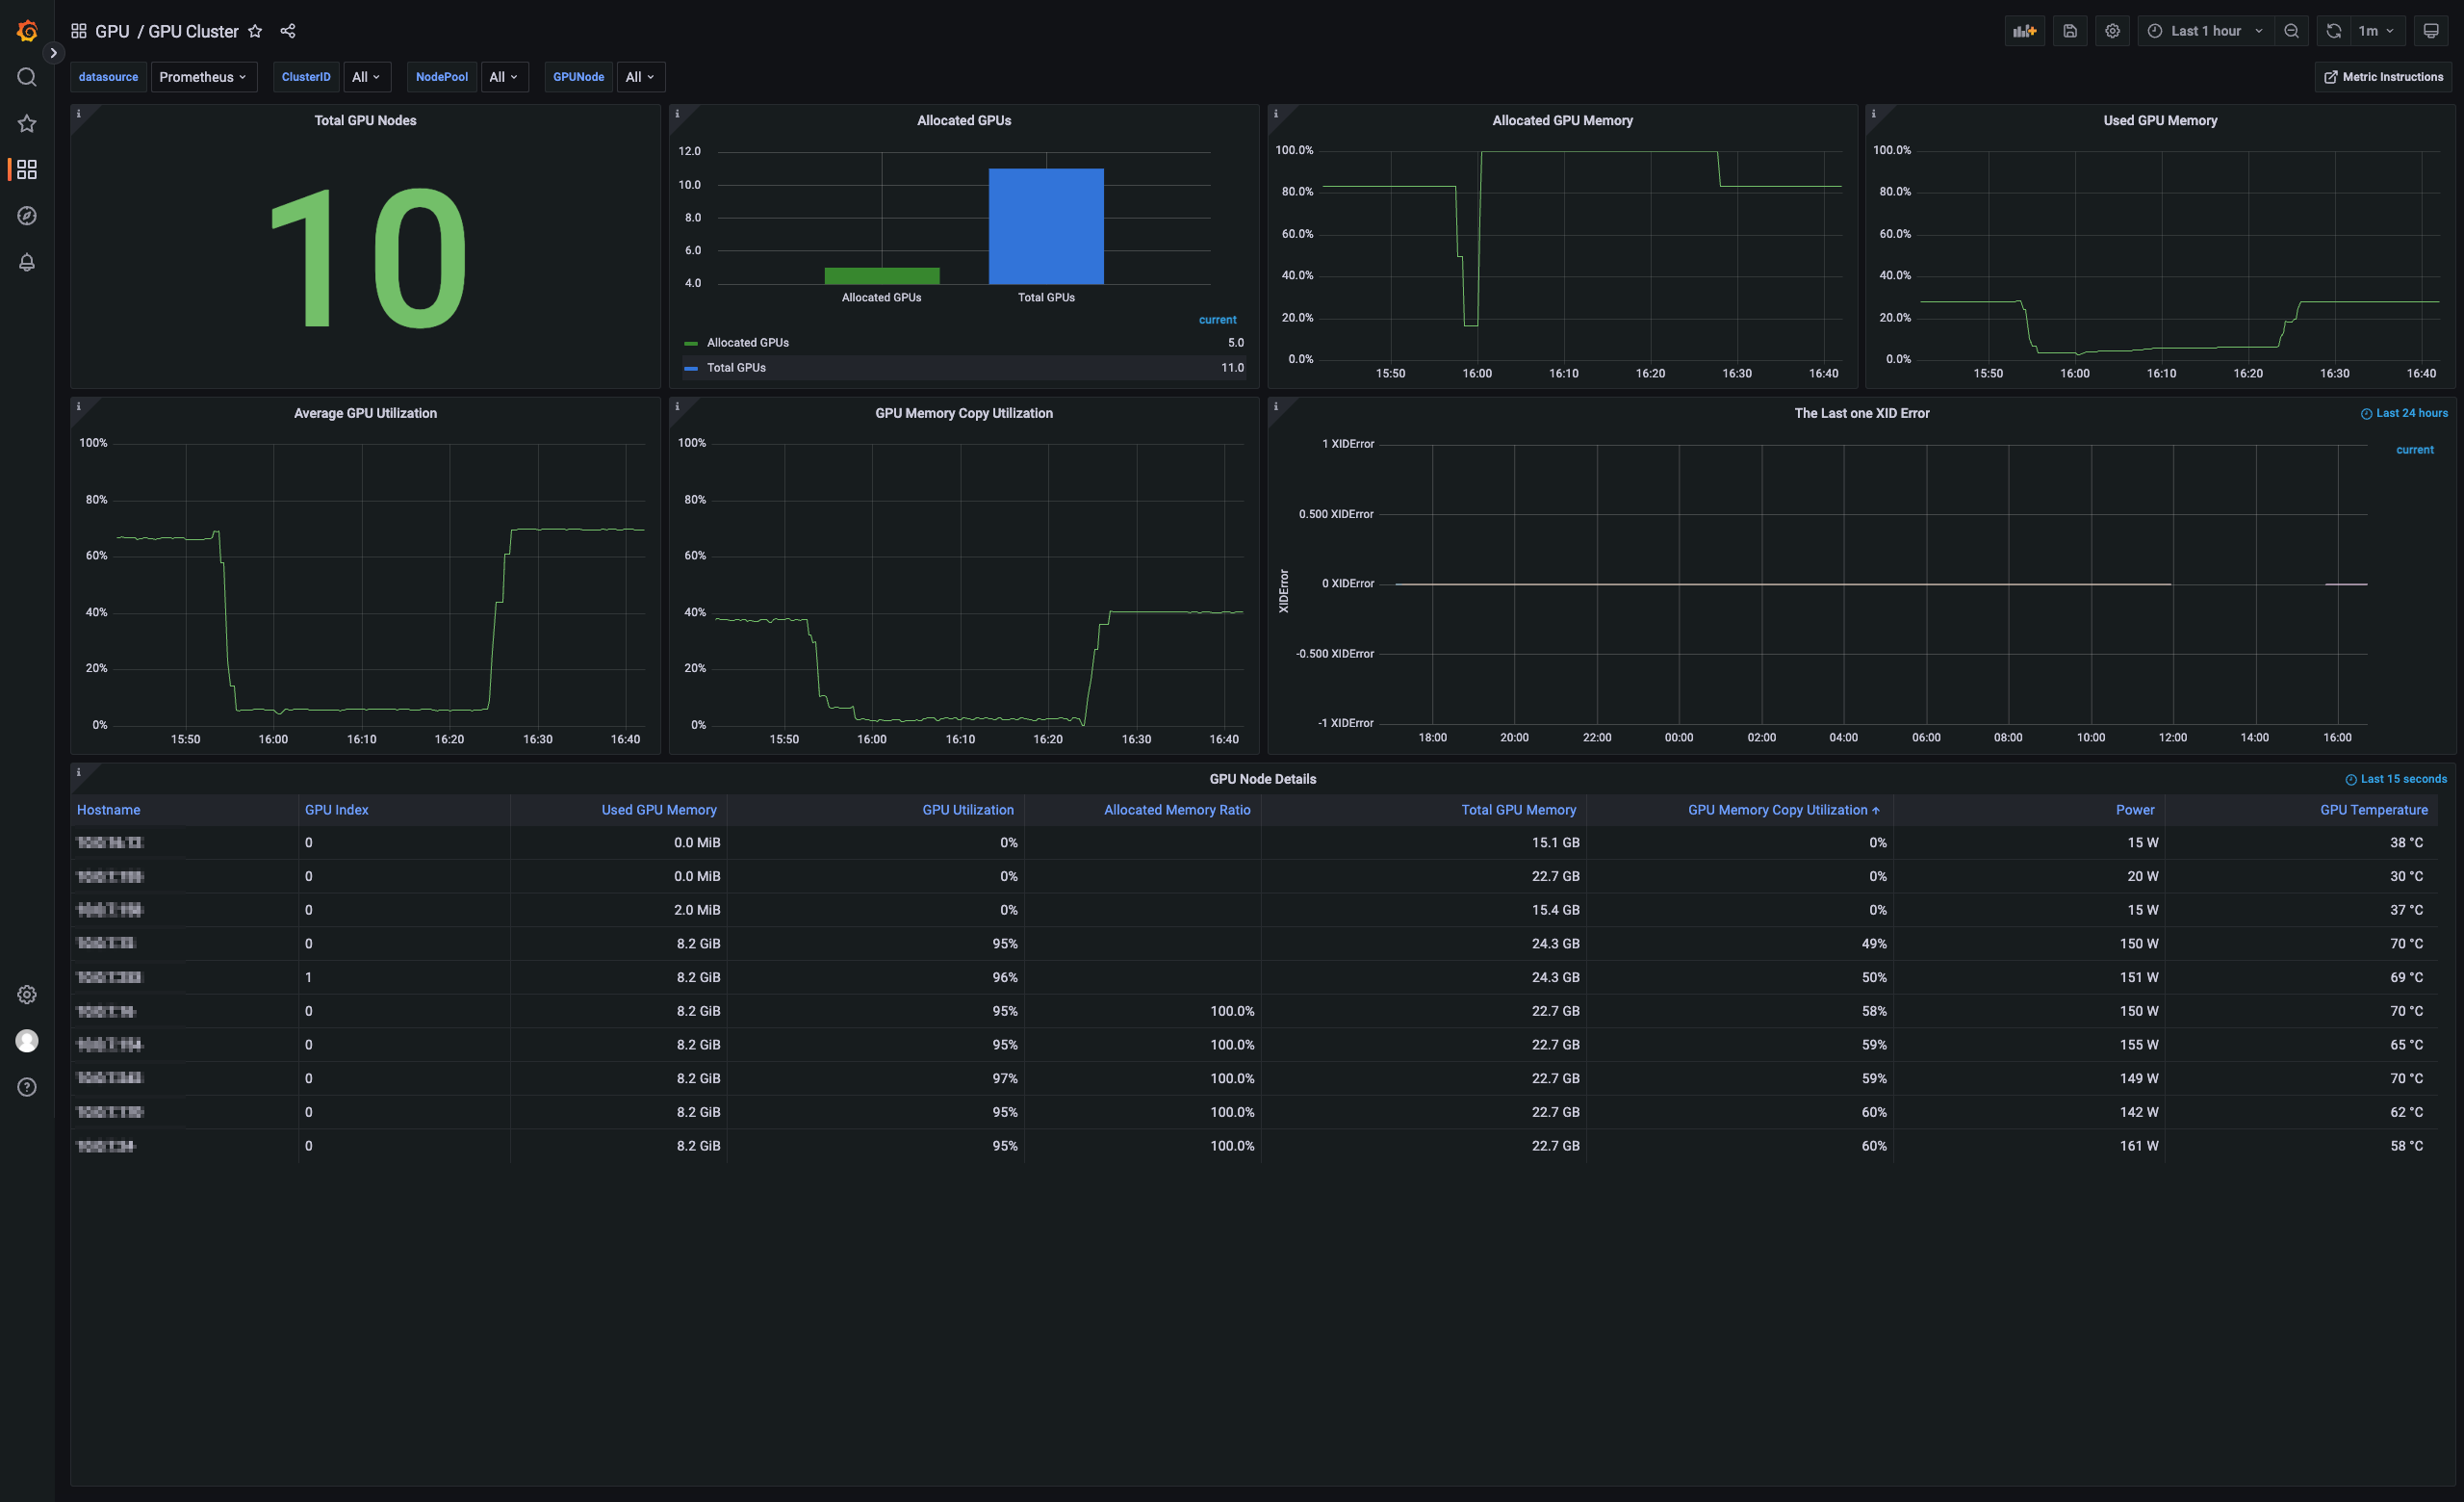 GPU / GPU Cluster
Last 1 hour
1m
datasource Prometheus ClusterID All NodePool All GPUNode All
Metric Instructions
Total GPU Nodes
10
Allocated GPUs
12.0
10.0
8.0
6.0
4.0
Allocated GPUs Total GPUs
current
Allocated GPUs 5.0
Total GPUs 11.0
Allocated GPU Memory
100.0%
80.0%
60.0%
40.0%
20.0%
0.0%
15:50 16:00 16:10 16:20 16:30 16:40
Used GPU Memory
100.0%
80.0%
60.0%
40.0%
20.0%
0.0%
15:50 16:00 16:10 16:20 16:30 16:40
Average GPU Utilization
100%
80%
60%
40%
20%
0%
15:50 16:00 16:10 16:20 16:30 16:40
GPU Memory Copy Utilization
100%
80%
60%
40%
20%
0%
15:50 16:00 16:10 16:20 16:30 16:40
The Last one XID Error
Last 24 hours
current
XIDError
1 XIDError
0.500 XIDError
0 XIDError
-0.500 XIDError
-1 XIDError
18:00 20:00 22:00 00:00 02:00 04:00 06:00 08:00 10:00 12:00 14:00 16:00
GPU Node Details
Last 15 seconds
Hostname GPU Index Used GPU Memory GPU Utilization Allocated Memory Ratio Total GPU Memory GPU Memory Copy Utilization ↑ Power GPU Temperature
0 0.0 MiB 0% 15.1 GB 0% 15 W 38 °C
0 0.0 MiB 0% 22.7 GB 0% 20 W 30 °C
0 2.0 MiB 0% 15.4 GB 0% 15 W 37 °C
0 8.2 GiB 95% 24.3 GB 49% 150 W 70 °C
1 8.2 GiB 96% 24.3 GB 50% 151 W 69 °C
0 8.2 GiB 95% 100.0% 22.7 GB 58% 150 W 70 °C
0 8.2 GiB 95% 100.0% 22.7 GB 59% 155 W 65 °C
0 8.2 GiB 97% 100.0% 22.7 GB 59% 149 W 70 °C
0 8.2 GiB 95% 100.0% 22.7 GB 60% 142 W 62 °C
0 8.2 GiB 95% 100.0% 22.7 GB 60% 161 W 58 °C